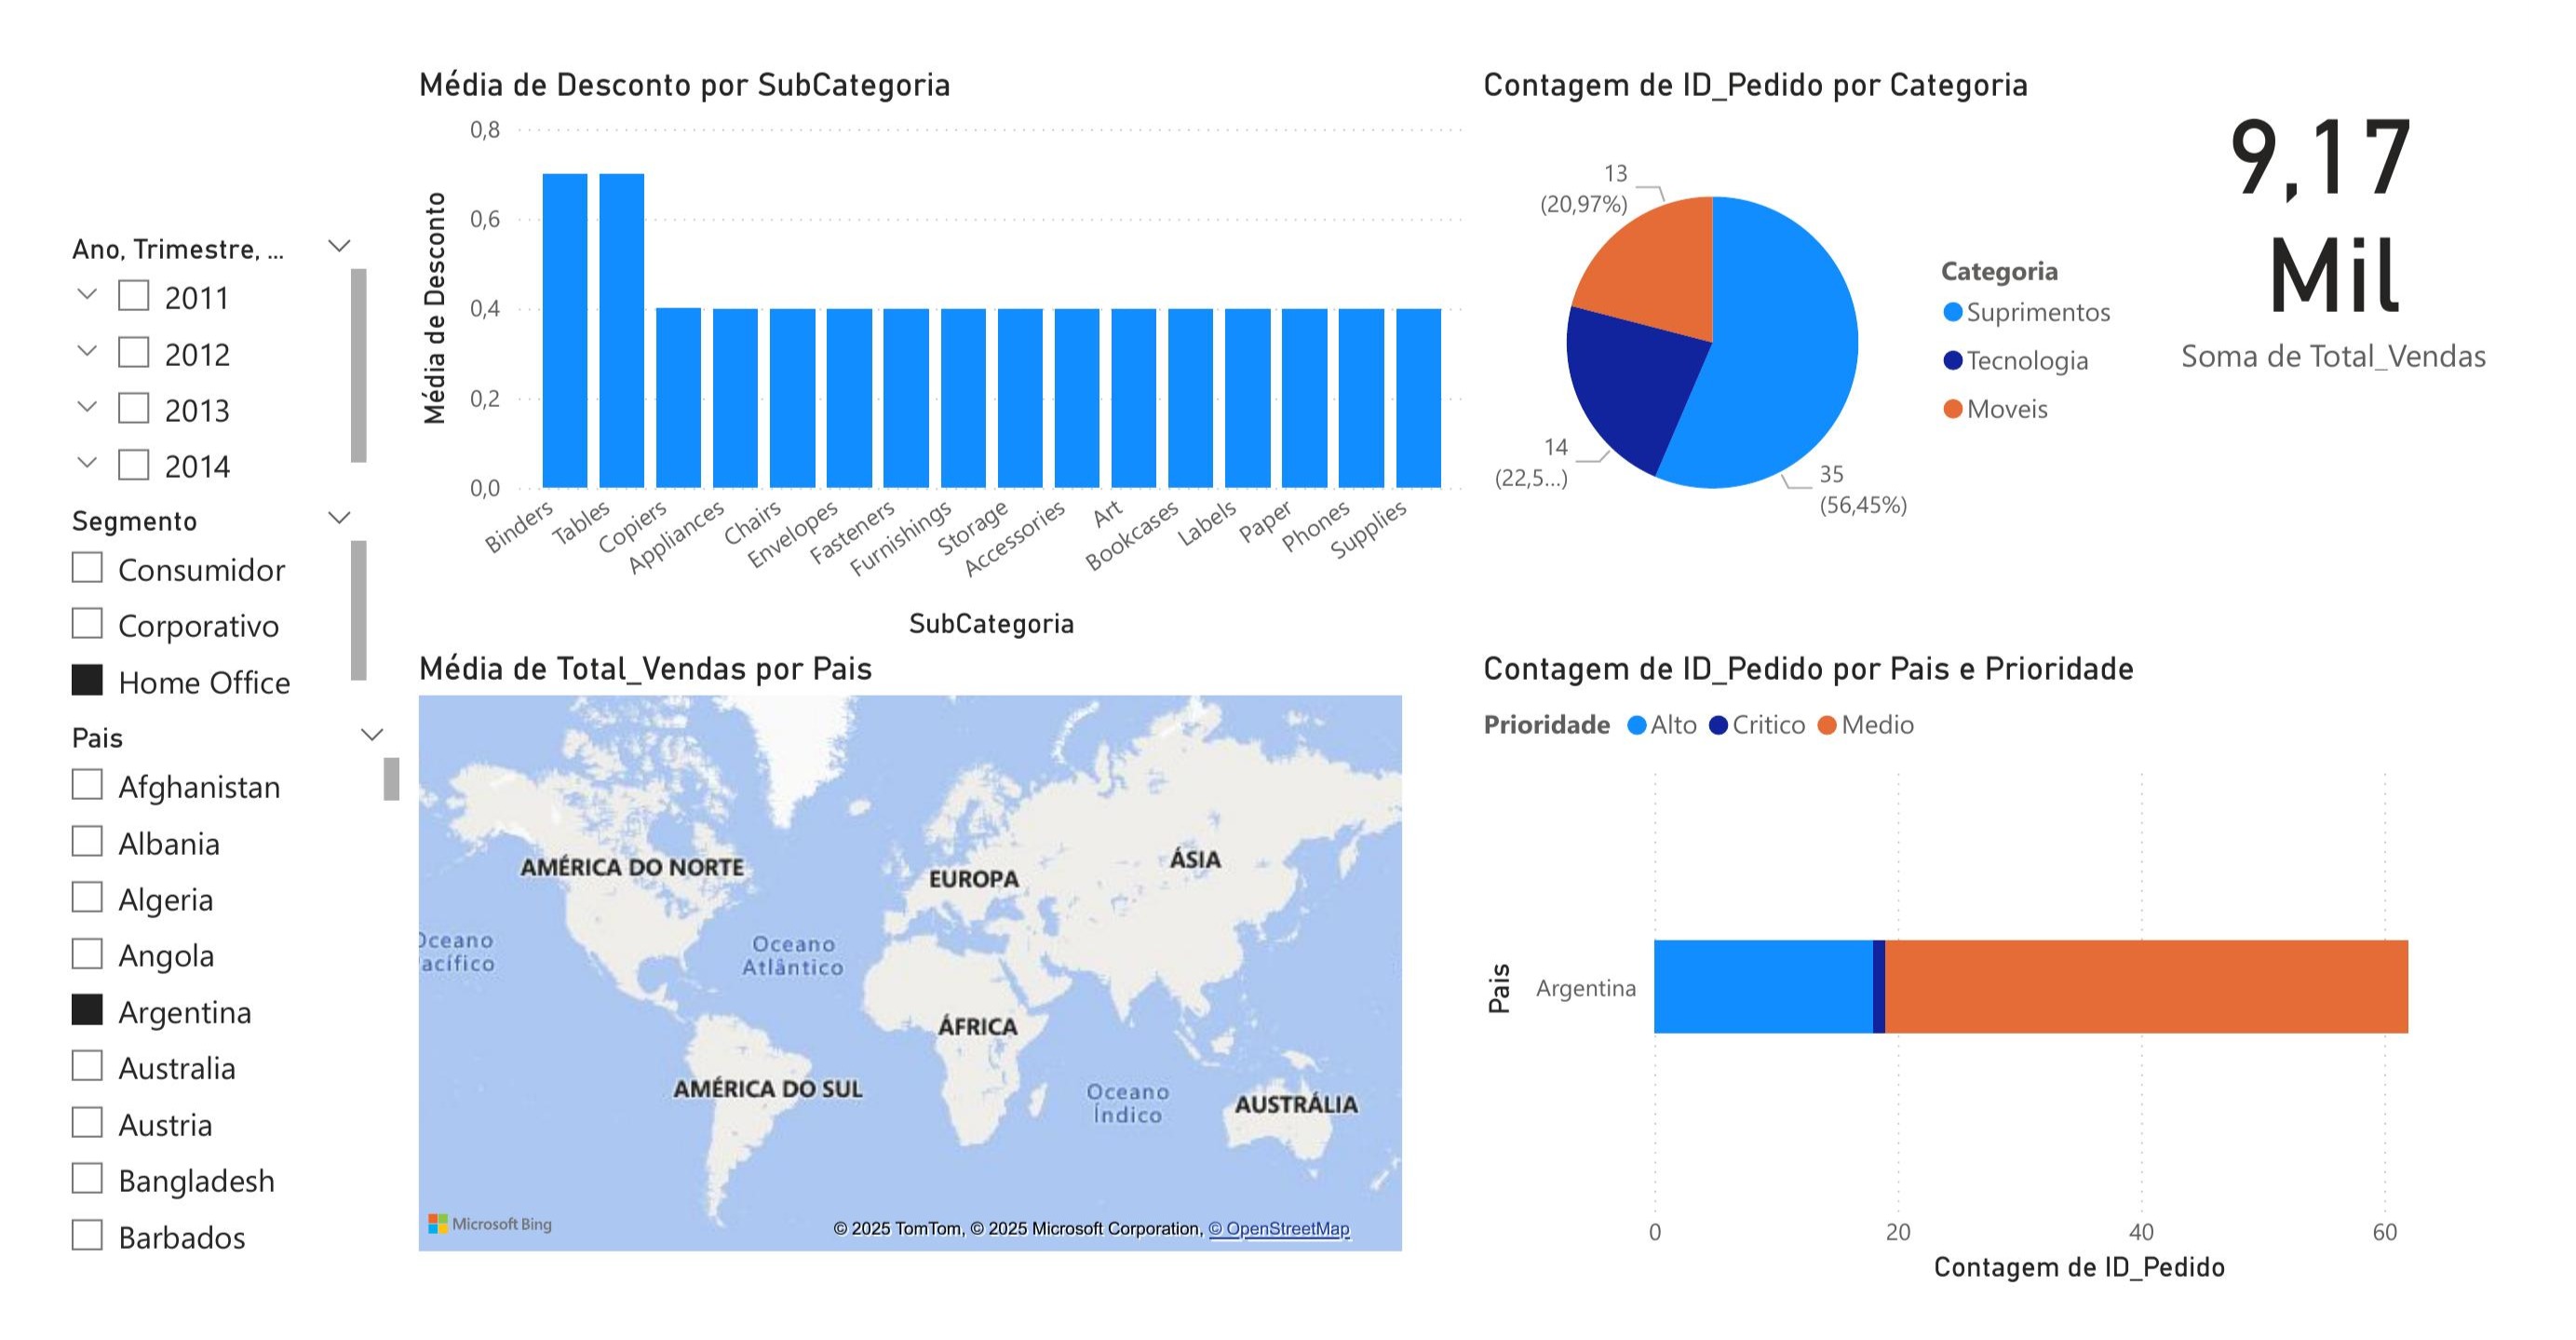 Ano, Trimestre, ...
2011
2012
2013
2014
Segmento
Consumidor
Corporativo
Home Office
Pais
Afghanistan
Albania
Algeria
Angola
Argentina
Australia
Austria
Bangladesh
Barbados
Média de Desconto por SubCategoria
Média de Desconto
0,8
0,6
0,4
0,2
0,0
Binders
Tables
Copiers
Appliances
Chairs
Envelopes
Fasteners
Furnishings
Storage
Accessories
Art
Bookcases
Labels
Paper
Phones
Supplies
SubCategoria
Contagem de ID_Pedido por Categoria
13
(20,97%)
14
(22,5...)
35
(56,45%)
Categoria
Suprimentos
Tecnologia
Moveis
9,17
Mil
Soma de Total_Vendas
Média de Total_Vendas por Pais
AMÉRICA DO NORTE
EUROPA
ÁSIA
Oceano
Pacífico
Oceano
Atlântico
ÁFRICA
AMÉRICA DO SUL
Oceano
Índico
AUSTRÁLIA
Microsoft Bing
© 2025 TomTom, © 2025 Microsoft Corporation, © OpenStreetMap
Contagem de ID_Pedido por Pais e Prioridade
Prioridade Alto Critico Medio
Pais
Argentina
0 20 40 60
Contagem de ID_Pedido